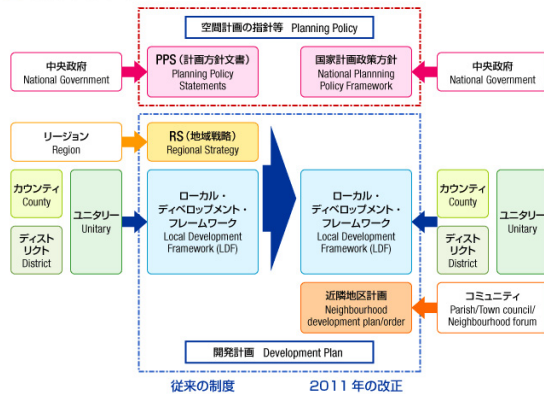 空間計画の指針等 Planning Policy
中央政府
National Government
PPS（計画方針文書）
Planning Policy
Statements
国家計画政策方針
National Plannning
Policy Framework
中央政府
National Government
リージョン
Region
RS（地域戦略）
Regional Strategy
カウンティ
County
ディスト
リクト
District
ユニタリー
Unitary
ローカル・
ディベロップメント・
フレームワーク
Local Development
Framework (LDF)
ローカル・
ディベロップメント・
フレームワーク
Local Development
Framework (LDF)
カウンティ
County
ディスト
リクト
District
ユニタリー
Unitary
近隣地区計画
Neighbourhood
development plan/order
コミュニティ
Parish/Town council/
Neighbourhood forum
開発計画 Development Plan
従来の制度
2011年の改正